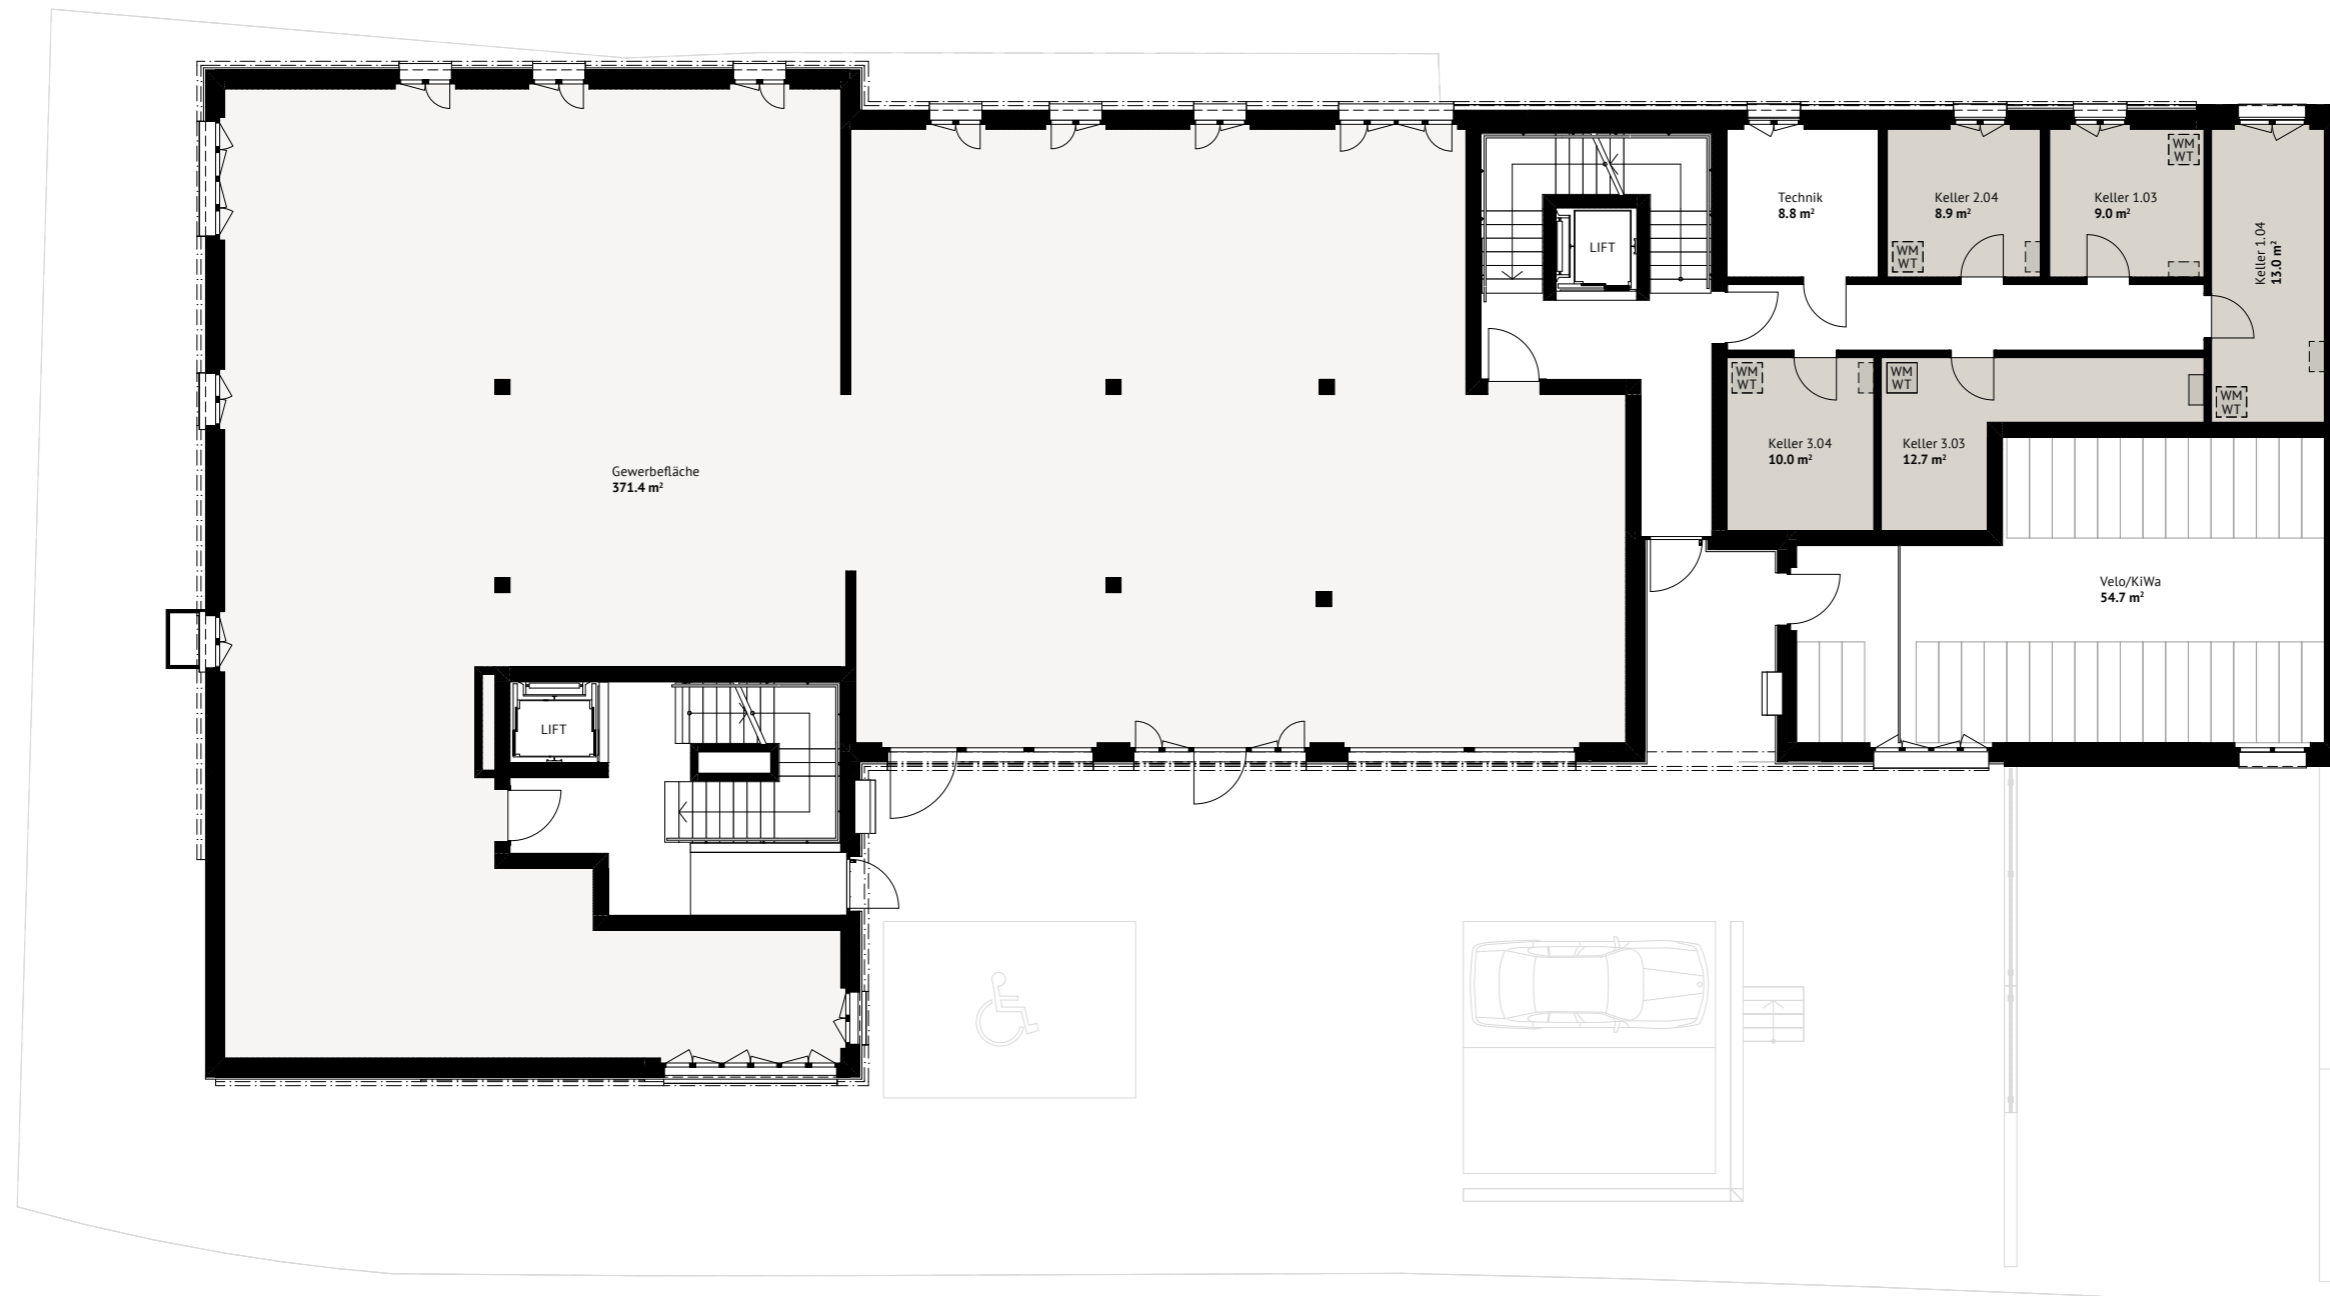 WM
WT
Technik
8.8 m²
Keller 2.04
8.9 m²
Keller 1.03
9.0 m²
Keller 1.04
13.0 m²
LIFT
WM
WT
WM
WT
WM
WT
WM
WT
Keller 3.04
10.0 m²
Keller 3.03
12.7 m²
Gewerbefläche
371.4 m²
Velo/KiWa
54.7 m²
LIFT